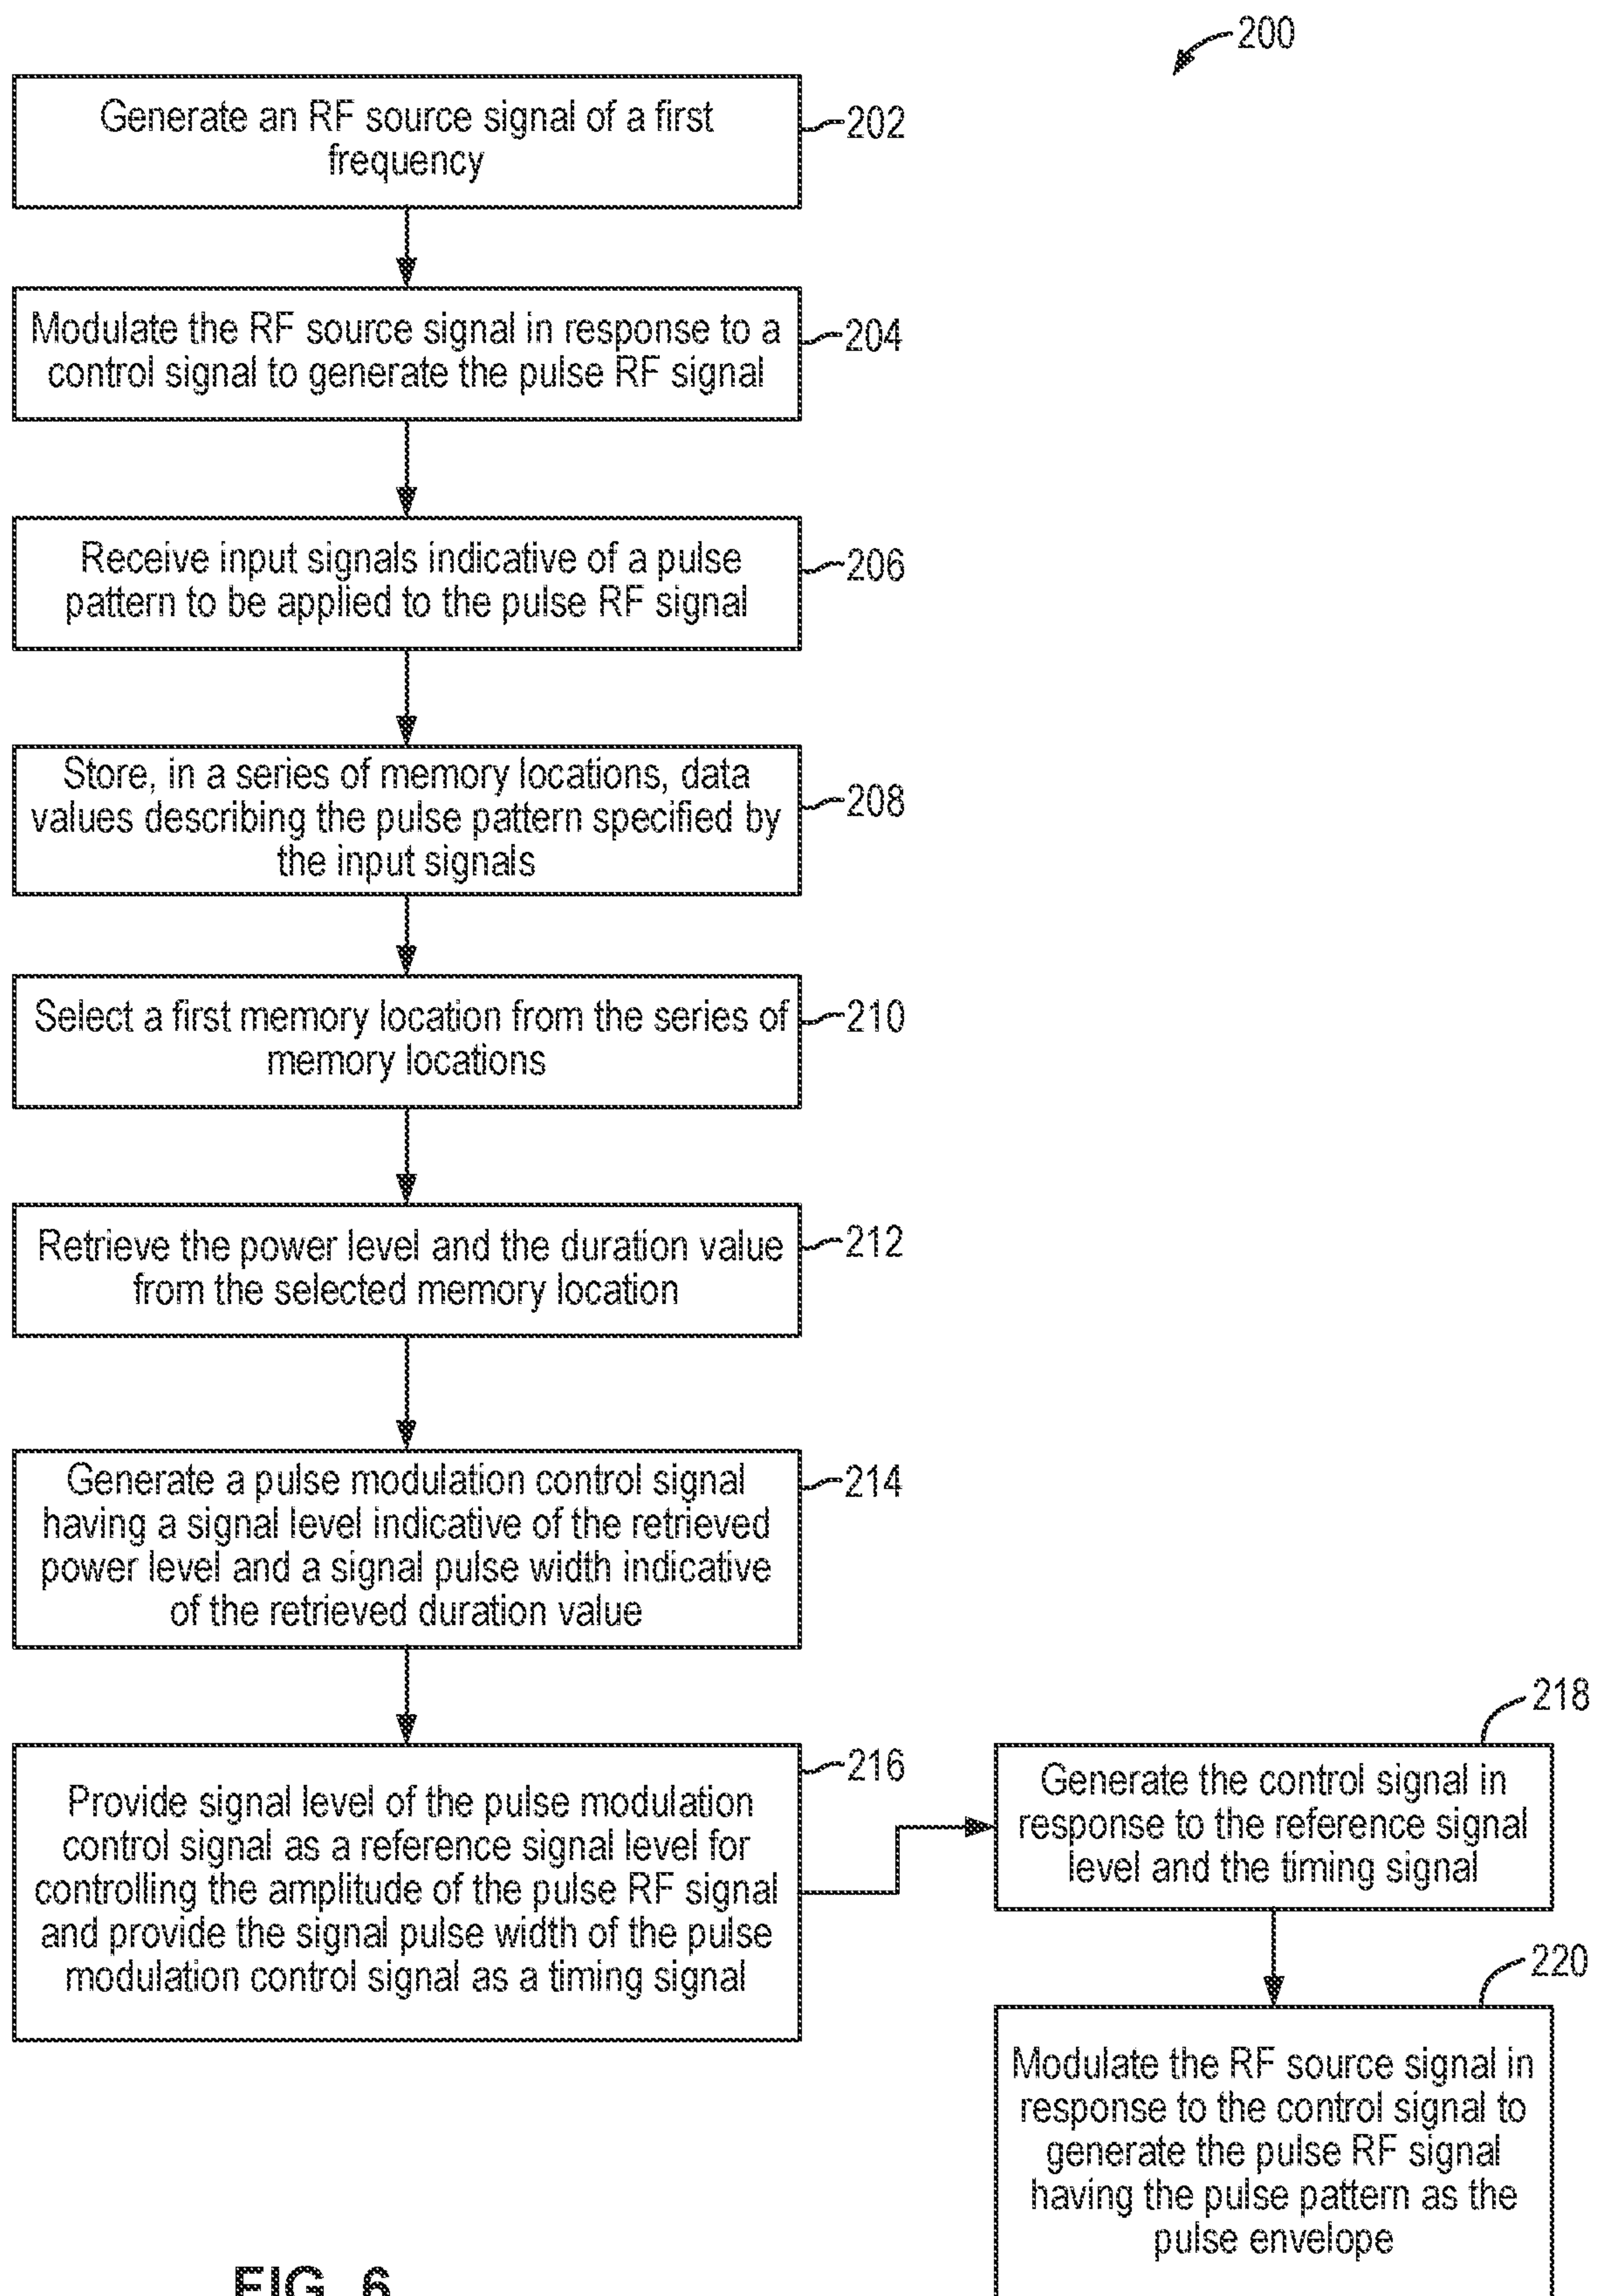 200
Generate an RF source signal of a first
frequency
202
Modulate the RF source signal in response to a
control signal to generate the pulse RF signal
204
Receive input signals indicative of a pulse
pattern to be applied to the pulse RF signal
206
Store, in a series of memory locations, data
values describing the pulse pattern specified by
the input signals
208
Select a first memory location from the series of
memory locations
210
Retrieve the power level and the duration value
from the selected memory location
212
Generate a pulse modulation control signal
having a signal level indicative of the retrieved
power level and a signal pulse width indicative
of the retrieved duration value
214
Provide signal level of the pulse modulation
control signal as a reference signal level for
controlling the amplitude of the pulse RF signal
and provide the signal pulse width of the pulse
modulation control signal as a timing signal
216
218
Generate the control signal in
response to the reference signal
level and the timing signal
220
Modulate the RF source signal in
response to the control signal to
generate the pulse RF signal
having the pulse pattern as the
pulse envelope
FIG. 6